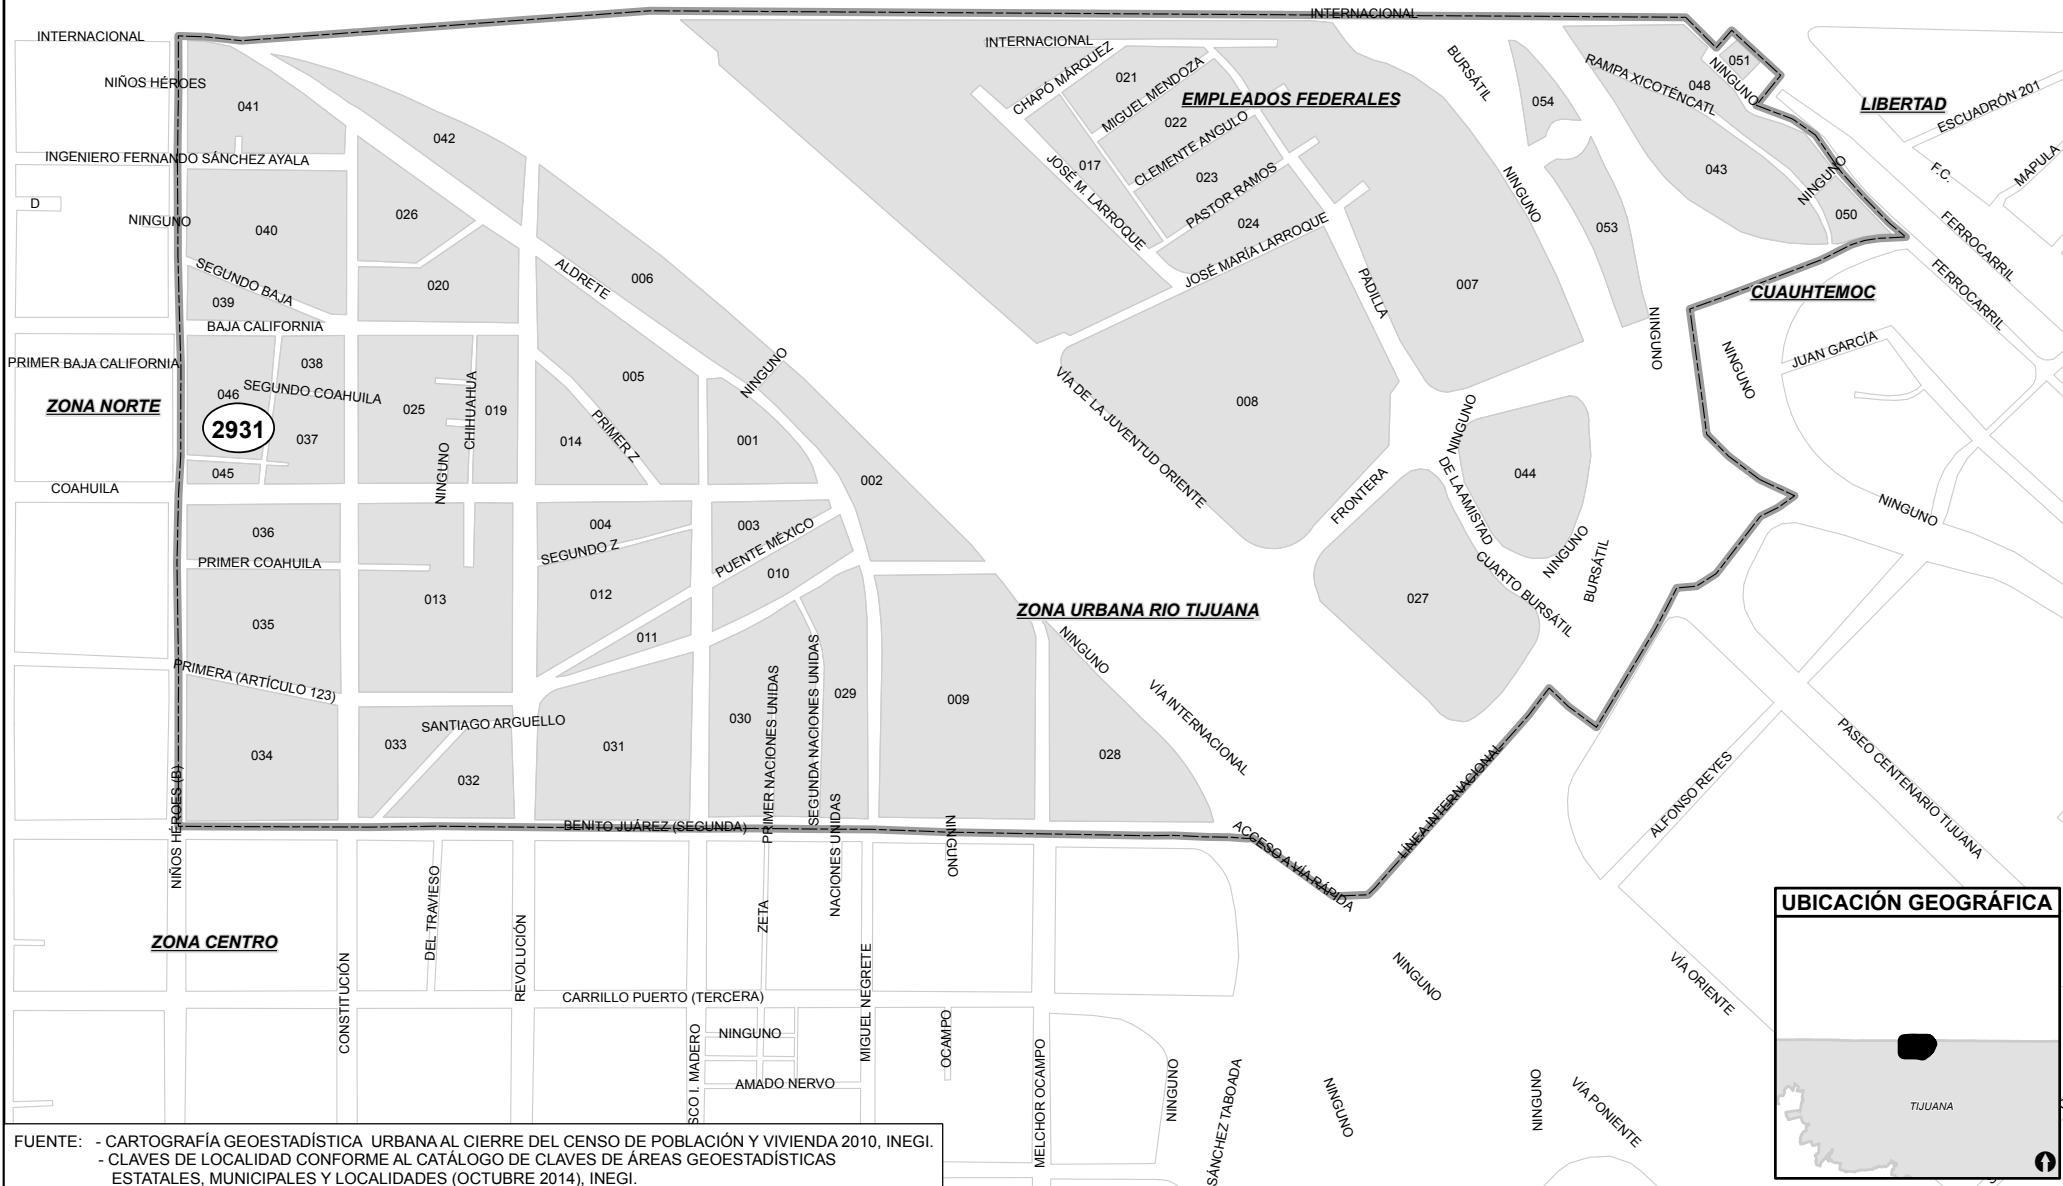 INTERNACIONAL
INTERNACIONAL
INTERNACIONAL
NIÑOS HÉROES
041
042
INGENIERO FERNANDO SÁNCHEZ AYALA
D
NINGUNO
040
026
SEGUNDO BAJA
039
020
BAJA CALIFORNIA
PRIMER BAJA CALIFORNIA
038
046
SEGUNDO COAHUILA
ZONA NORTE
2931
037
025
CHIHUAHUA
019
NINGUNO
045
COAHUILA
ALDRETE
006
005
NINGUNO
014
PRIMER Z
001
002
036
PRIMER COAHUILA
035
013
004
SEGUNDO Z
012
003
PUENTE MÉXICO
010
011
PRIMERA (ARTÍCULO 123)
034
033
SANTIAGO ARGUELLO
032
031
030
PRIMER NACIONES UNIDAS
SEGUNDA NACIONES UNIDAS
029
009
028
NIÑOS HÉROES (B)
BENITO JUÁREZ (SEGUNDA)
CHAPÓ MÁRQUEZ
021
MIGUEL MENDOZA
EMPLEADOS FEDERALES
022
CLEMENTE ANGULO
017
JOSÉ M. LARROQUE
023
PASTOR RAMOS
024
JOSÉ MARÍA LARROQUE
BURSÁTIL
054
RAMPA XICOTÉNCATL
048
NINGUNO
051
LIBERTAD
ESCUADRÓN 201
MAPULA
F.C.
043
NINGUNO
050
FERROCARRIL
FERROCARRIL
NINGUNO
053
007
PADILLA
CUAUHTEMOC
NINGUNO
NINGUNO
JUAN GARCÍA
VÍA DE LA JUVENTUD ORIENTE
008
NINGUNO
DE LA AMISTAD
044
FRONTERA
NINGUNO
BURSÁTIL
CUARTO BURSÁTIL
NINGUNO
027
ZONA URBANA RIO TIJUANA
NINGUNO
VÍA INTERNACIONAL
LÍNEA INTERNACIONAL
ACCESO A VÍA RÁPIDA
ALFONSO REYES
PASEO CENTENARIO TIJUANA
ZONA CENTRO
CONSTITUCIÓN
DEL TRAVIESO
REVOLUCIÓN
CARRILLO PUERTO (TERCERA)
ZETA
NACIONES UNIDAS
MIGUEL NEGRETE
NINGUNO
NINGUNO
AMADO NERVO
SCO I. MADERO
OCAMPO
MELCHOR OCAMPO
NINGUNO
SÁNCHEZ TABOADA
NINGUNO
NINGUNO
NINGUNO
VÍA PONIENTE
VÍA ORIENTE
UBICACIÓN GEOGRÁFICA
TIJUANA
FUENTE: - CARTOGRAFÍA GEOESTADÍSTICA URBANA AL CIERRE DEL CENSO DE POBLACIÓN Y VIVIENDA 2010, INEGI.
- CLAVES DE LOCALIDAD CONFORME AL CATÁLOGO DE CLAVES DE ÁREAS GEOESTADÍSTICAS
ESTATALES, MUNICIPALES Y LOCALIDADES (OCTUBRE 2014), INEGI.